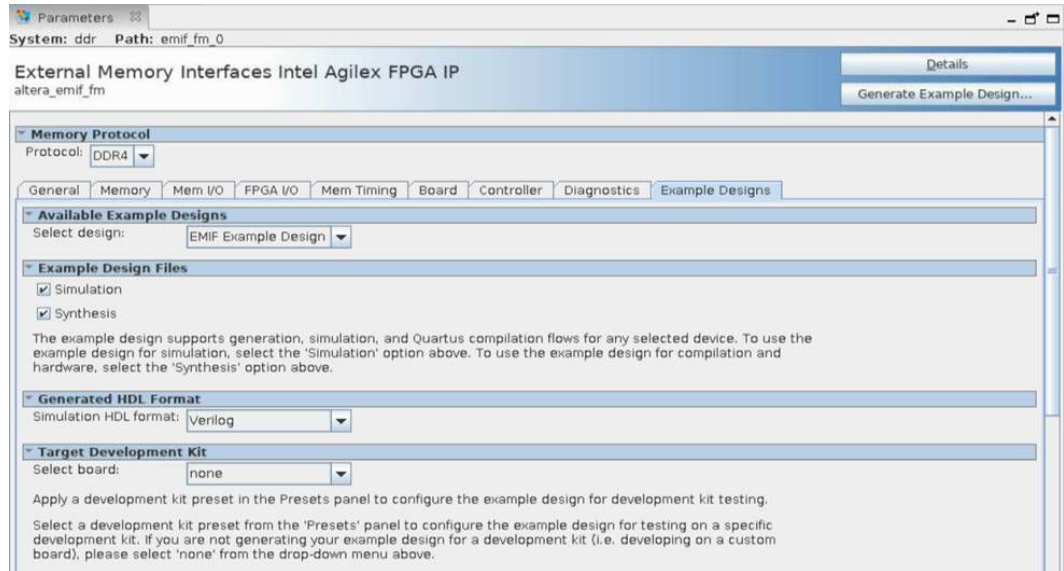 Parameters
System: ddr Path: emif_fm_0
External Memory Interfaces Intel Agilex FPGA IP
altera_emif_fm
Details
Generate Example Design...
Memory Protocol
Protocol: DDR4
General Memory Mem I/O FPGA I/O Mem Timing Board Controller Diagnostics Example Designs
Available Example Designs
Select design: EMIF Example Design
Example Design Files
Simulation
Synthesis
The example design supports generation, simulation, and Quartus compilation flows for any selected device. To use the
example design for simulation, select the 'Simulation' option above. To use the example design for compilation and
hardware, select the 'Synthesis' option above.
Generated HDL Format
Simulation HDL format: Verilog
Target Development Kit
Select board: none
Apply a development kit preset in the Presets panel to configure the example design for development kit testing.
Select a development kit preset from the 'Presets' panel to configure the example design for testing on a specific
development kit. If you are not generating your example design for a development kit (i.e. developing on a custom
board), please select 'none' from the drop-down menu above.